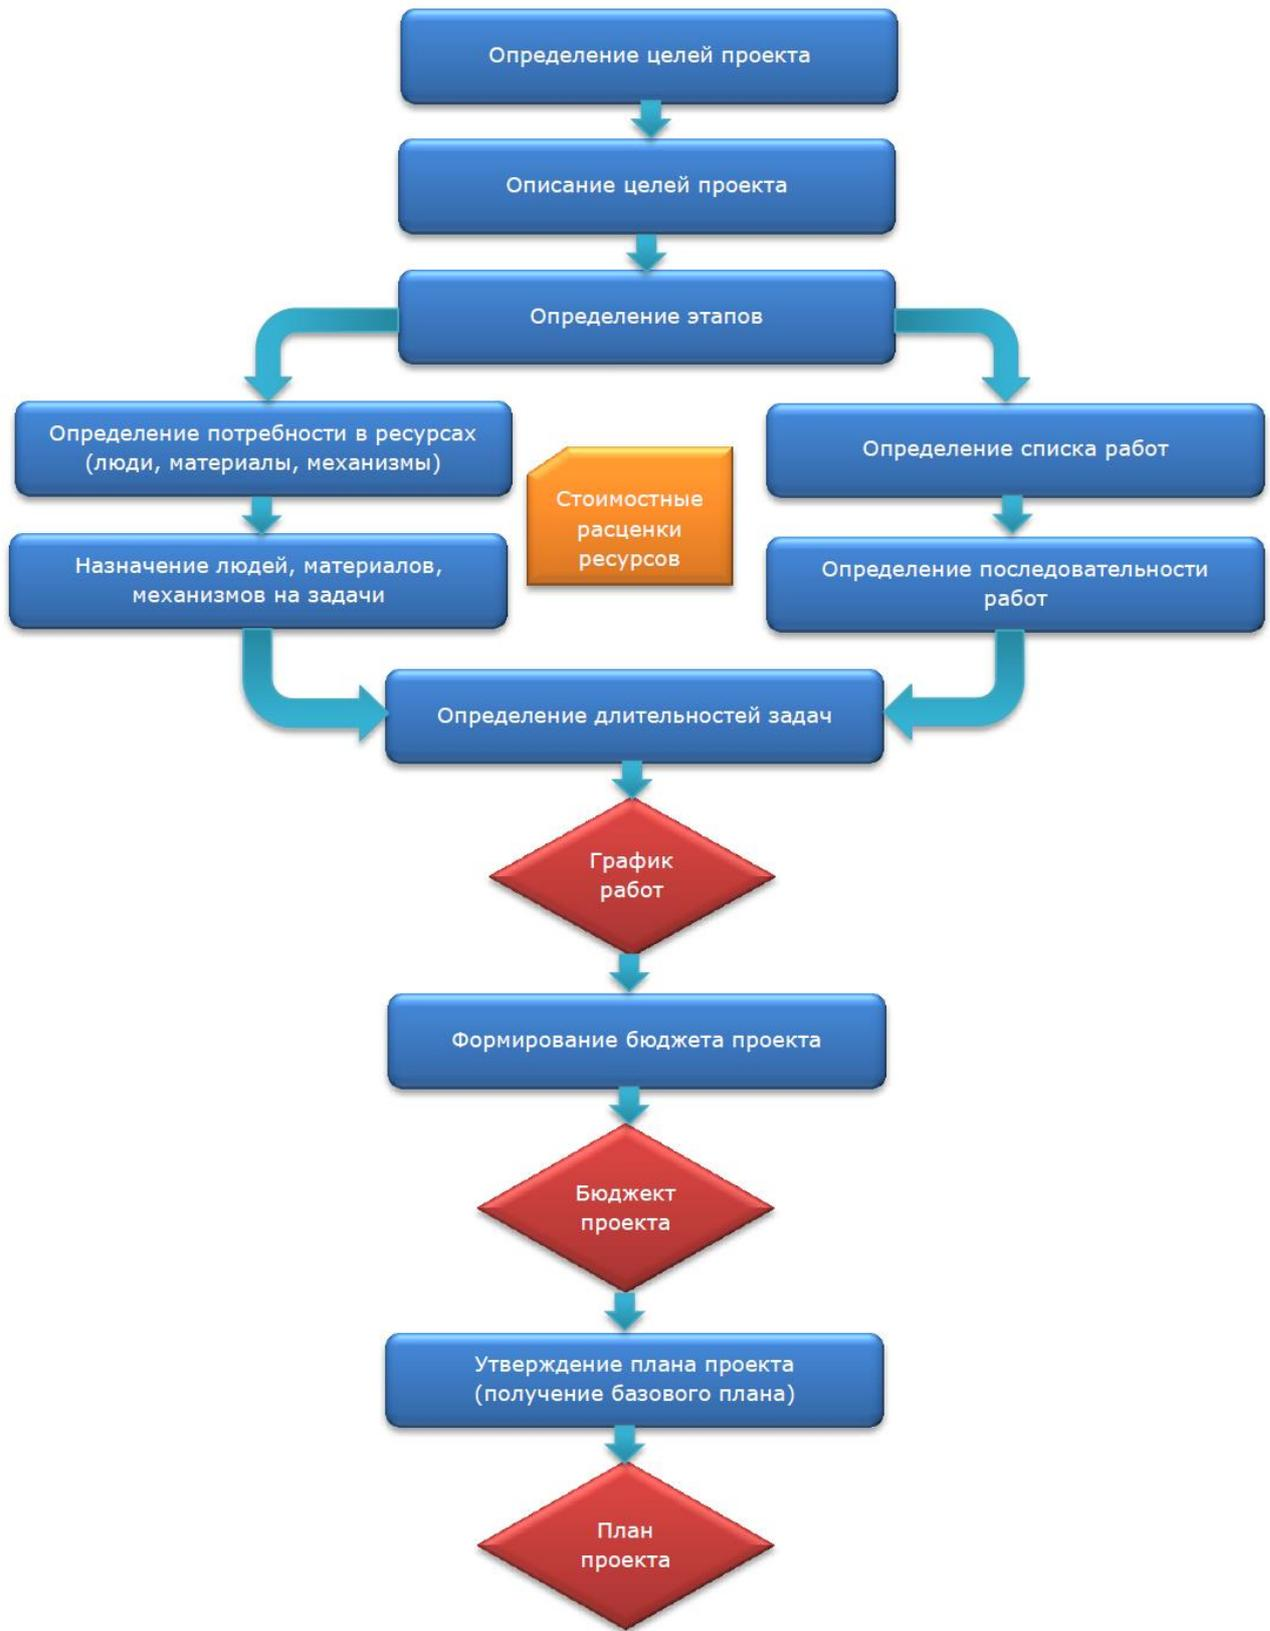 Определение целей проекта
Описание целей проекта
Определение этапов
Определение потребности в ресурсах
(люди, материалы, механизмы)
Назначение людей, материалов,
механизмов на задачи
Стоимостные
расценки
ресурсов
Определение списка работ
Определение последовательности
работ
Определение длительностей задач
График
работ
Формирование бюджета проекта
Бюджект
проекта
Утверждение плана проекта
(получение базового плана)
План
проекта